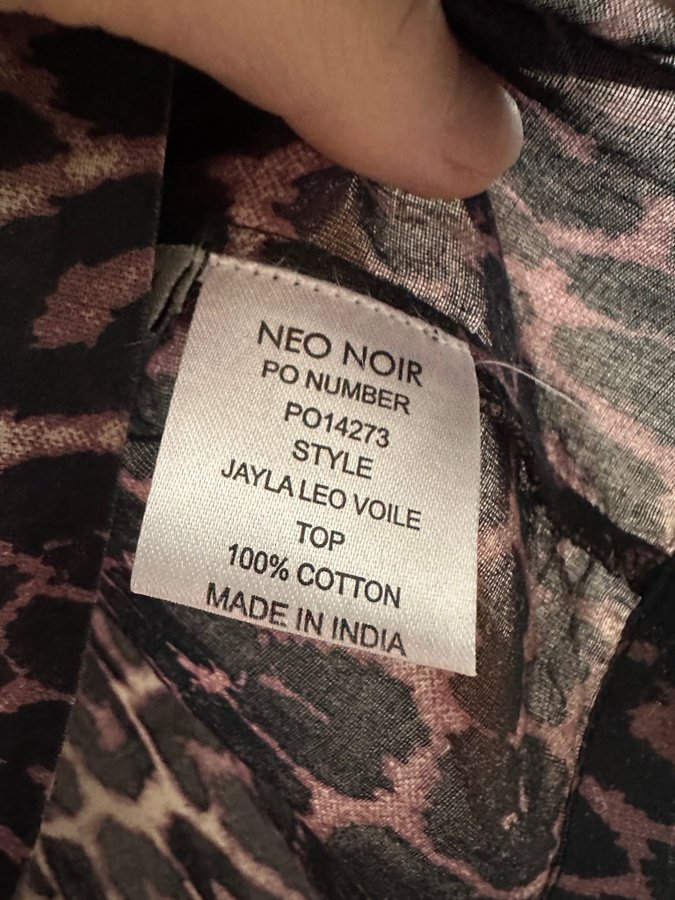 NEO NOIR
PO NUMBER
PO14273
STYLE
JAYLA LEO VOILE
TOP
100% COTTON
MADE IN INDIA